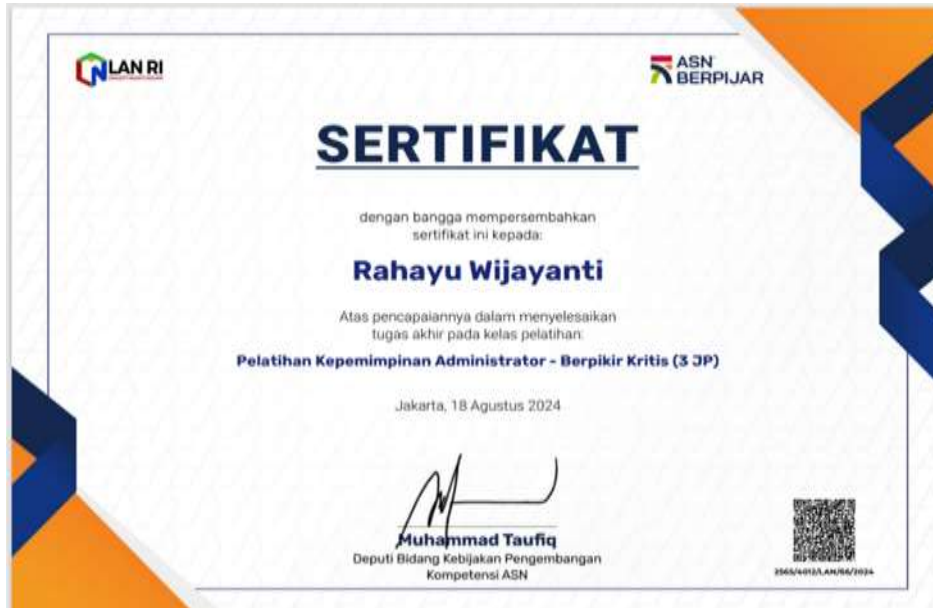 LAN RI
ASN
BERPIJAR
SERTIFIKAT
dengan bangga mempersembahkan
sertifikat ini kepada:
Rahayu Wijayanti
Atas pencapaiannya dalam menyelesaikan
tugas akhir pada kelas pelatihan:
Pelatihan Kepemimpinan Administrator - Berpikir Kritis (3 JP)
Jakarta, 18 Agustus 2024
Muhammad Taufiq
Deputi Bidang Kebijakan Pengembangan
Kompetensi ASN